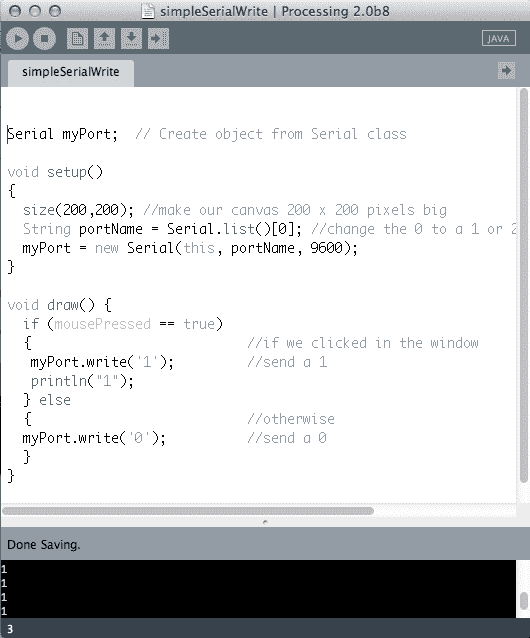 simpleSerialWrite | Processing 2.0b8
JAVA
simpleSerialWrite
Serial myPort;  // Create object from Serial class
void setup()
{
  size(200,200); //make our canvas 200 x 200 pixels big
  String portName = Serial.list()[0]; //change the 0 to a 1 or 2
  myPort = new Serial(this, portName, 9600);
}
void draw() {
  if (mousePressed == true)
  {                           //if we clicked in the window
   myPort.write('1');         //send a 1
   println("1");
  } else
  {                           //otherwise
  myPort.write('0');          //send a 0
  }
}
Done Saving.
1
1
1
1
3